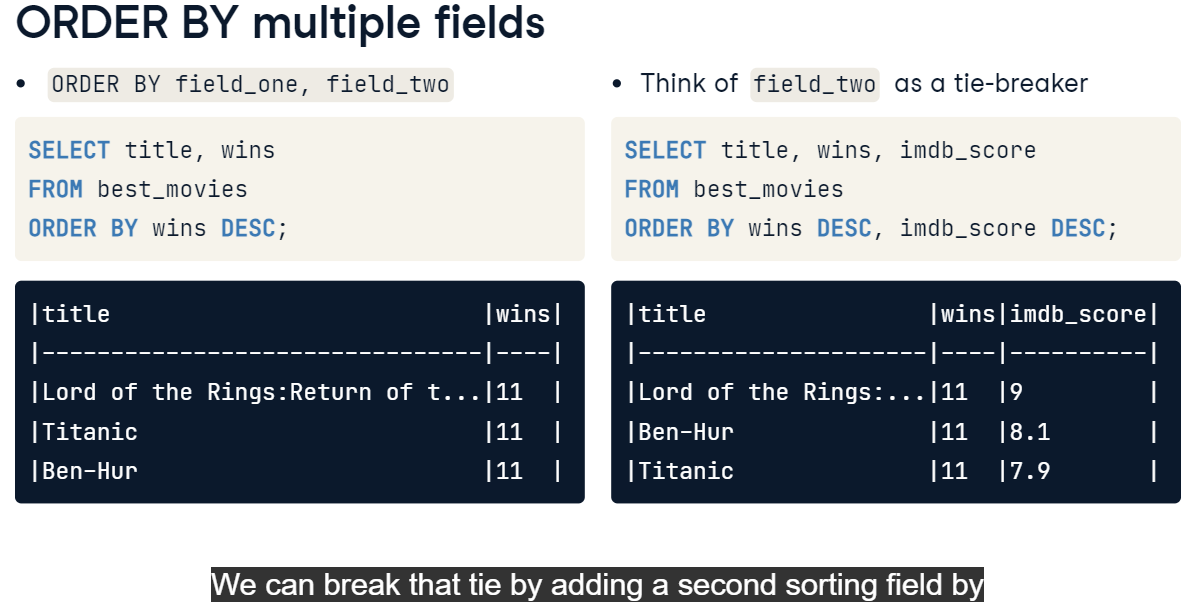 ORDER BY multiple fields
• ORDER BY field_one, field_two
SELECT title, wins
FROM best_movies
ORDER BY wins DESC;
|title                           |wins|
|--------------------------------|----|
|Lord of the Rings:Return of t...|11  |
|Titanic                         |11  |
|Ben-Hur                         |11  |
• Think of field_two as a tie-breaker
SELECT title, wins, imdb_score
FROM best_movies
ORDER BY wins DESC, imdb_score DESC;
|title                |wins|imdb_score|
|---------------------|----|----------|
|Lord of the Rings:...|11  |9         |
|Ben-Hur              |11  |8.1       |
|Titanic              |11  |7.9       |
We can break that tie by adding a second sorting field by